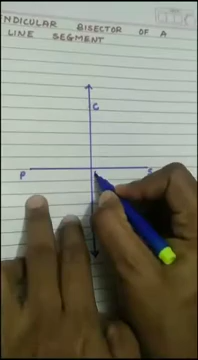 NDICULAR BISECTOR OF A
LINE SEGMENT
G
P